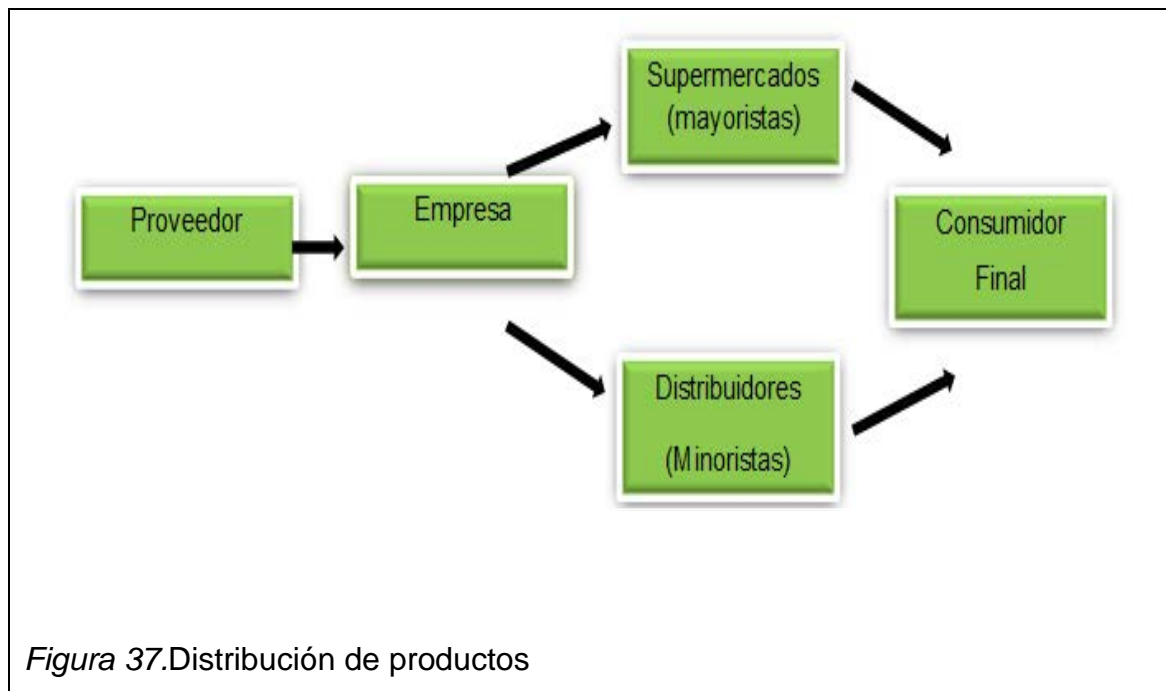 Supermercados
(mayoristas)
Proveedor
Empresa
Consumidor
Final
Distribuidores
(Minoristas)
Figura 37.Distribución de productos